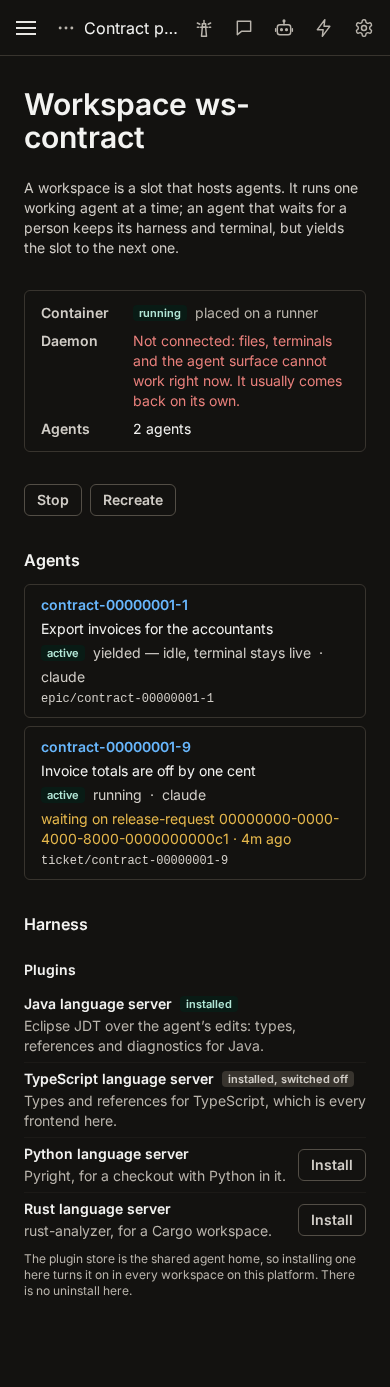 Contract p...
Workspace ws-
contract
A workspace is a slot that hosts agents. It runs one
working agent at a time; an agent that waits for a
person keeps its harness and terminal, but yields
the slot to the next one.
Container running placed on a runner
Daemon Not connected: files, terminals
and the agent surface cannot
work right now. It usually comes
back on its own.
Agents 2 agents
Stop Recreate
Agents
contract-00000001-1
Export invoices for the accountants
active yielded — idle, terminal stays live ·
claude
epic/contract-00000001-1
contract-00000001-9
Invoice totals are off by one cent
active running · claude
waiting on release-request 00000000-0000-
4000-8000-0000000000c1 · 4m ago
ticket/contract-00000001-9
Harness
Plugins
Java language server installed
Eclipse JDT over the agent’s edits: types,
references and diagnostics for Java.
TypeScript language server installed, switched off
Types and references for TypeScript, which is every
frontend here.
Python language server
Pyright, for a checkout with Python in it.
Install
Rust language server
rust-analyzer, for a Cargo workspace.
Install
The plugin store is the shared agent home, so installing one
here turns it on in every workspace on this platform. There
is no uninstall here.